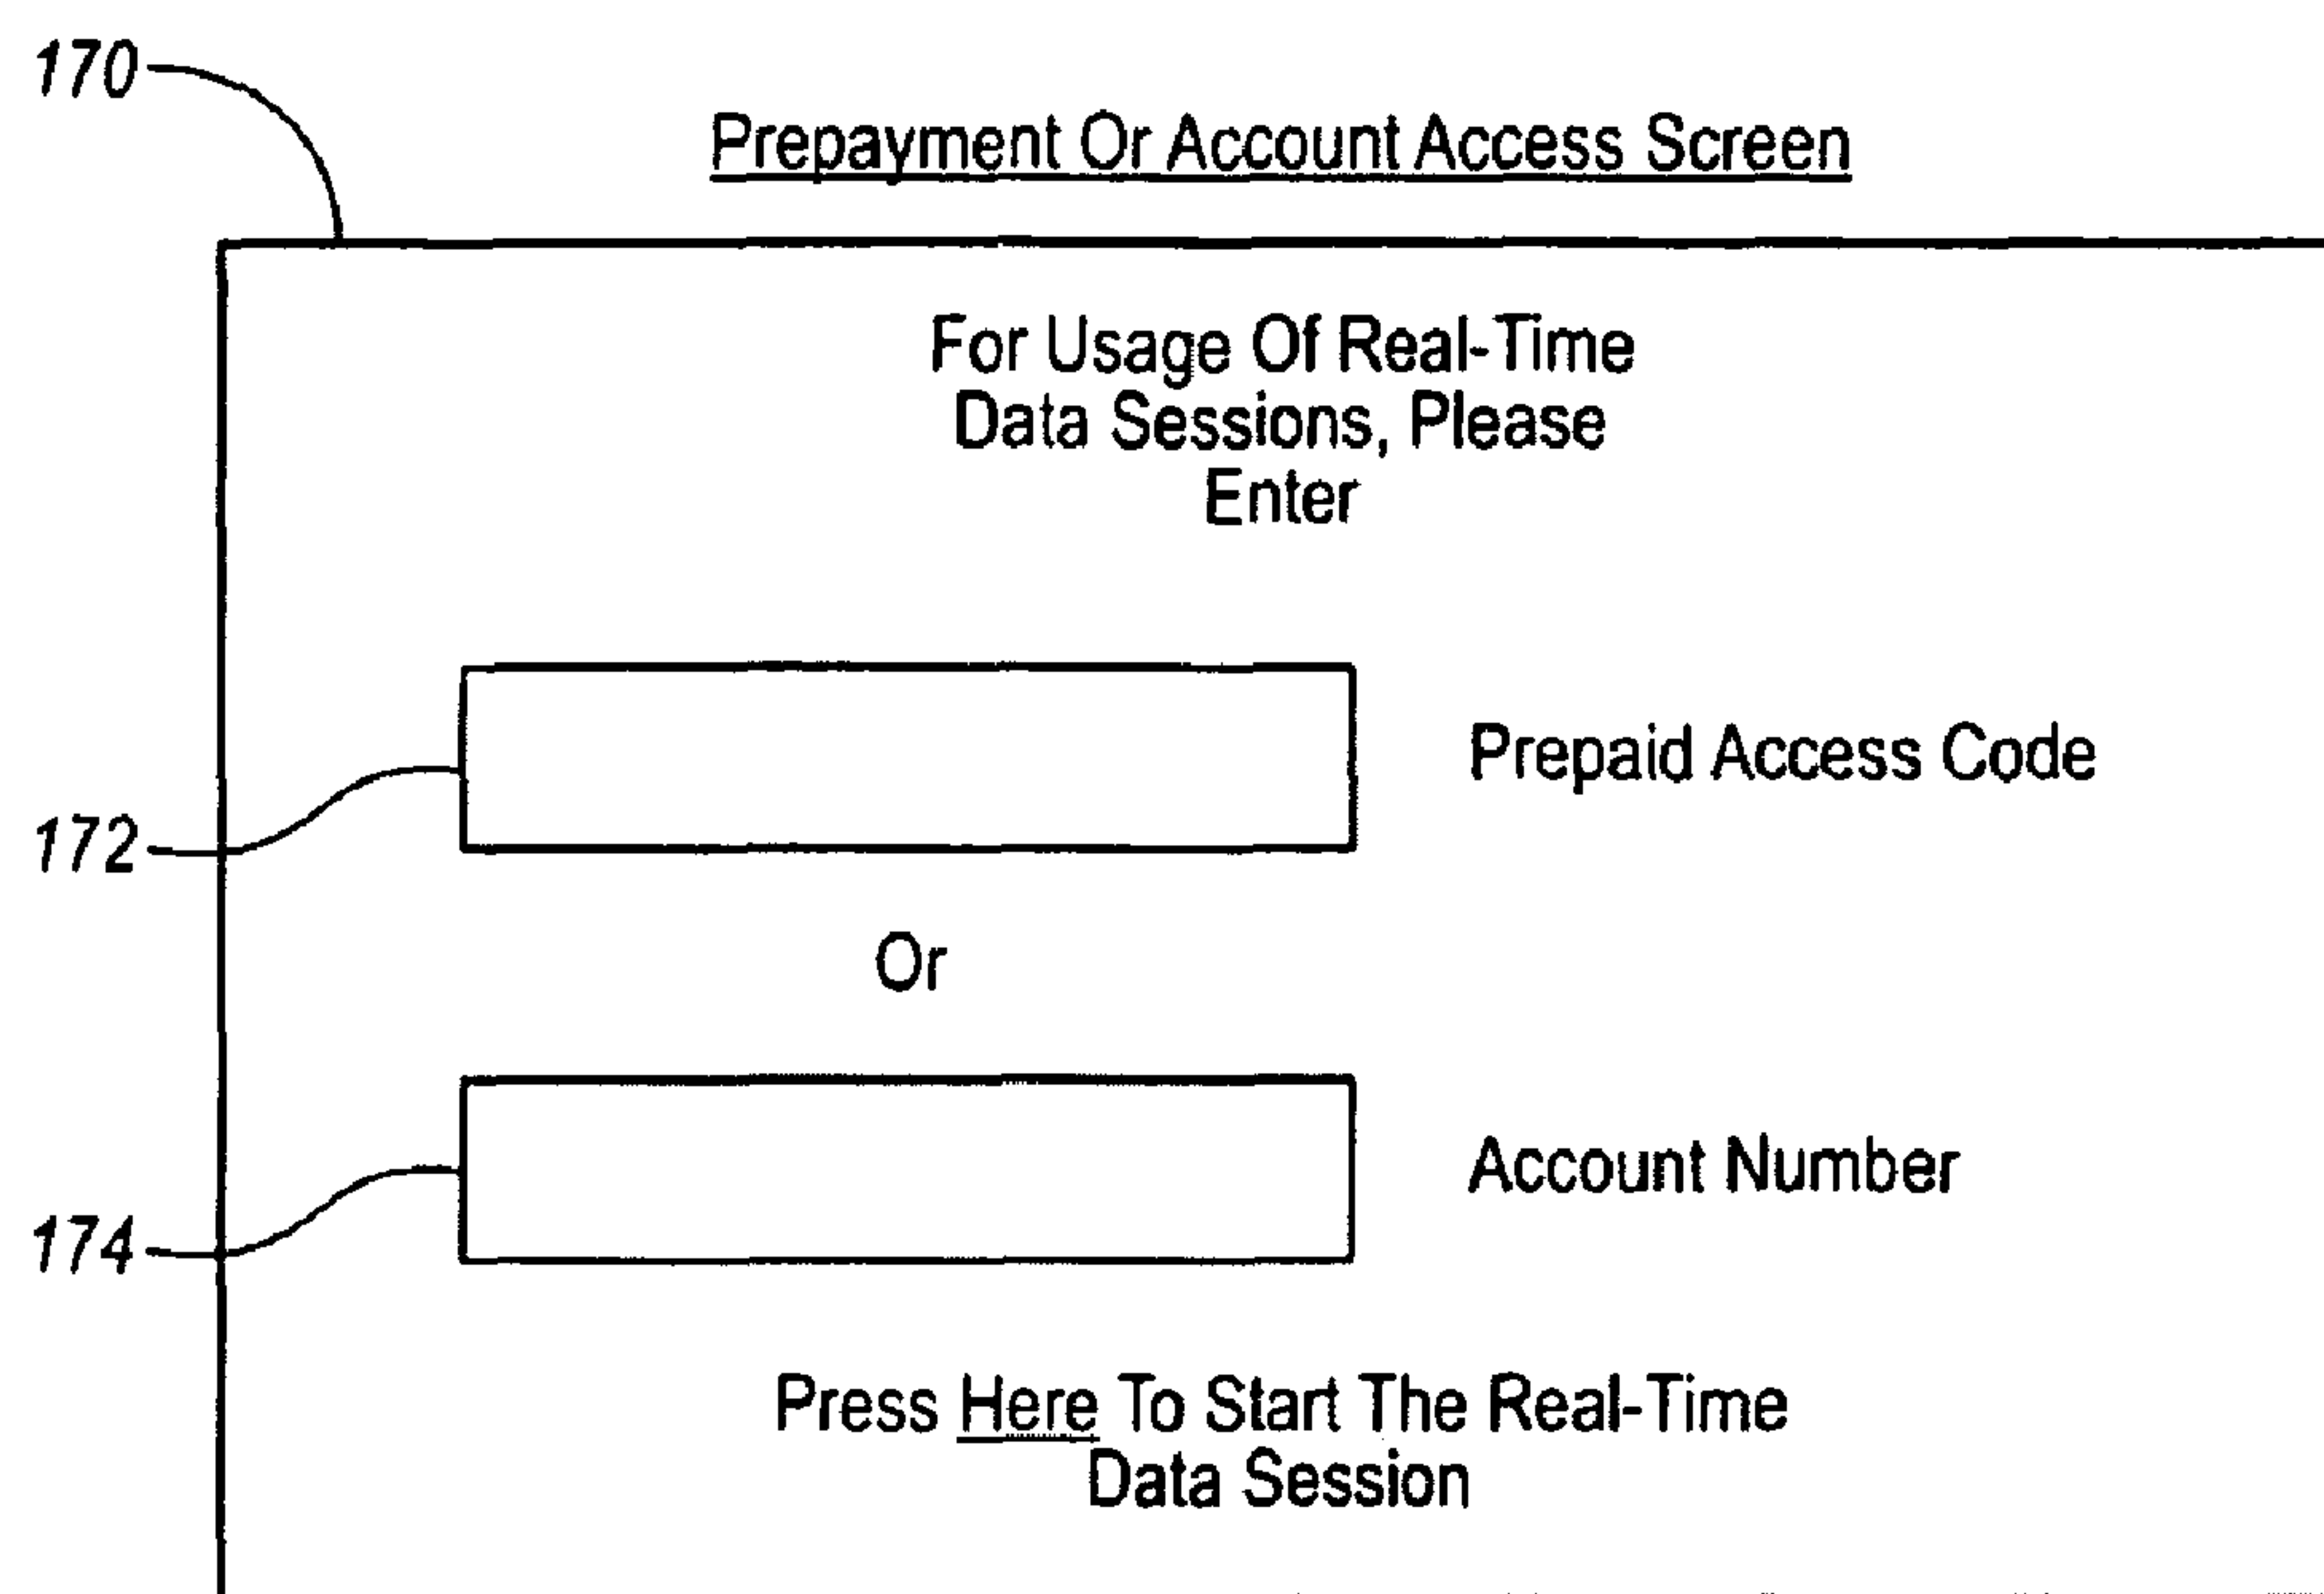 170
Prepayment Or Account Access Screen
For Usage Of Real-Time
Data Sessions, Please
Enter
Prepaid Access Code
172
Or
Account Number
174
Press Here To Start The Real-Time
Data Session